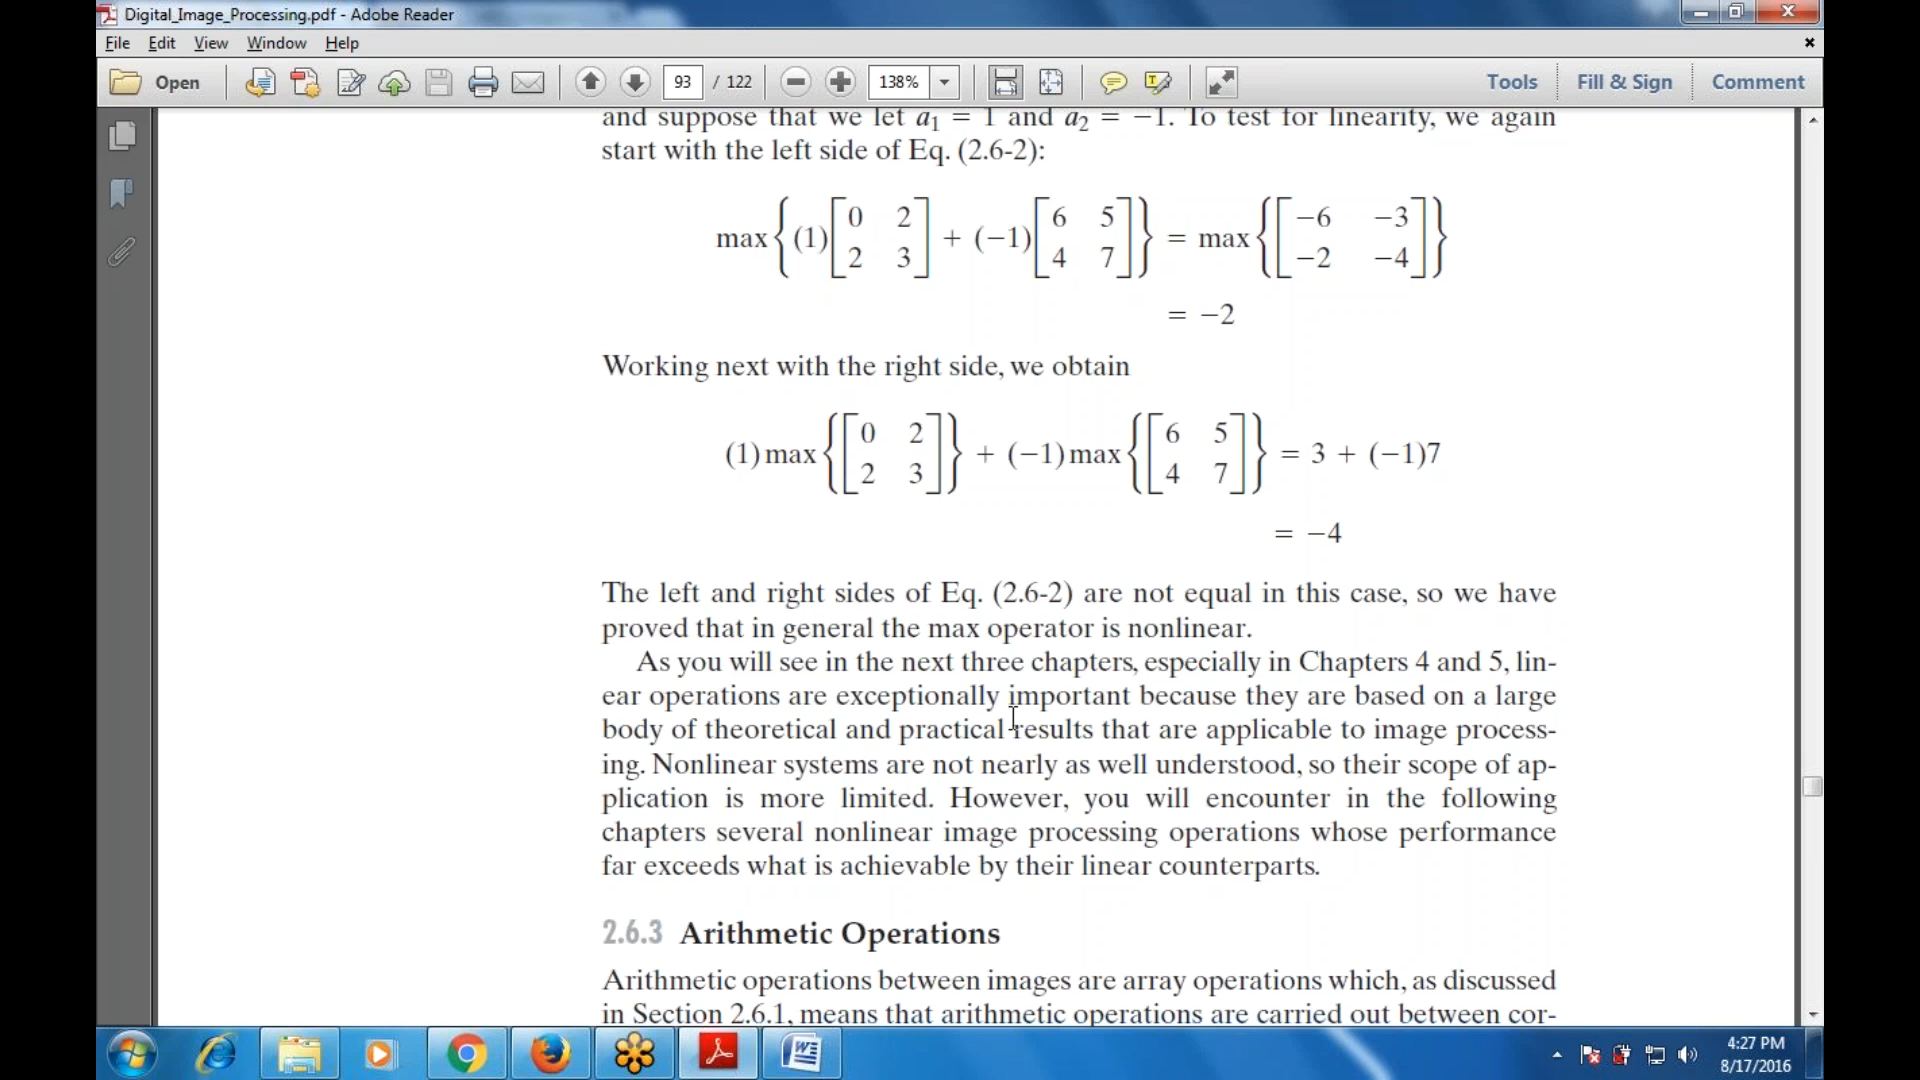 Digital_Image_Processing.pdf - Adobe Reader
File Edit View Window Help
Open 93 / 122 138% Tools Fill & Sign Comment
and suppose that we let a₁ = 1 and a₂ = −1. To test for linearity, we again
start with the left side of Eq. (2.6-2):
max{(1)[0 2; 2 3] + (−1)[6 5; 4 7]} = max{[−6 −3; −2 −4]}
= −2
Working next with the right side, we obtain
(1)max{[0 2; 2 3]} + (−1)max{[6 5; 4 7]} = 3 + (−1)7
= −4
The left and right sides of Eq. (2.6-2) are not equal in this case, so we have
proved that in general the max operator is nonlinear.
As you will see in the next three chapters, especially in Chapters 4 and 5, lin-
ear operations are exceptionally important because they are based on a large
body of theoretical and practical results that are applicable to image process-
ing. Nonlinear systems are not nearly as well understood, so their scope of ap-
plication is more limited. However, you will encounter in the following
chapters several nonlinear image processing operations whose performance
far exceeds what is achievable by their linear counterparts.
2.6.3 Arithmetic Operations
Arithmetic operations between images are array operations which, as discussed
in Section 2.6.1, means that arithmetic operations are carried out between cor-
4:27 PM
8/17/2016